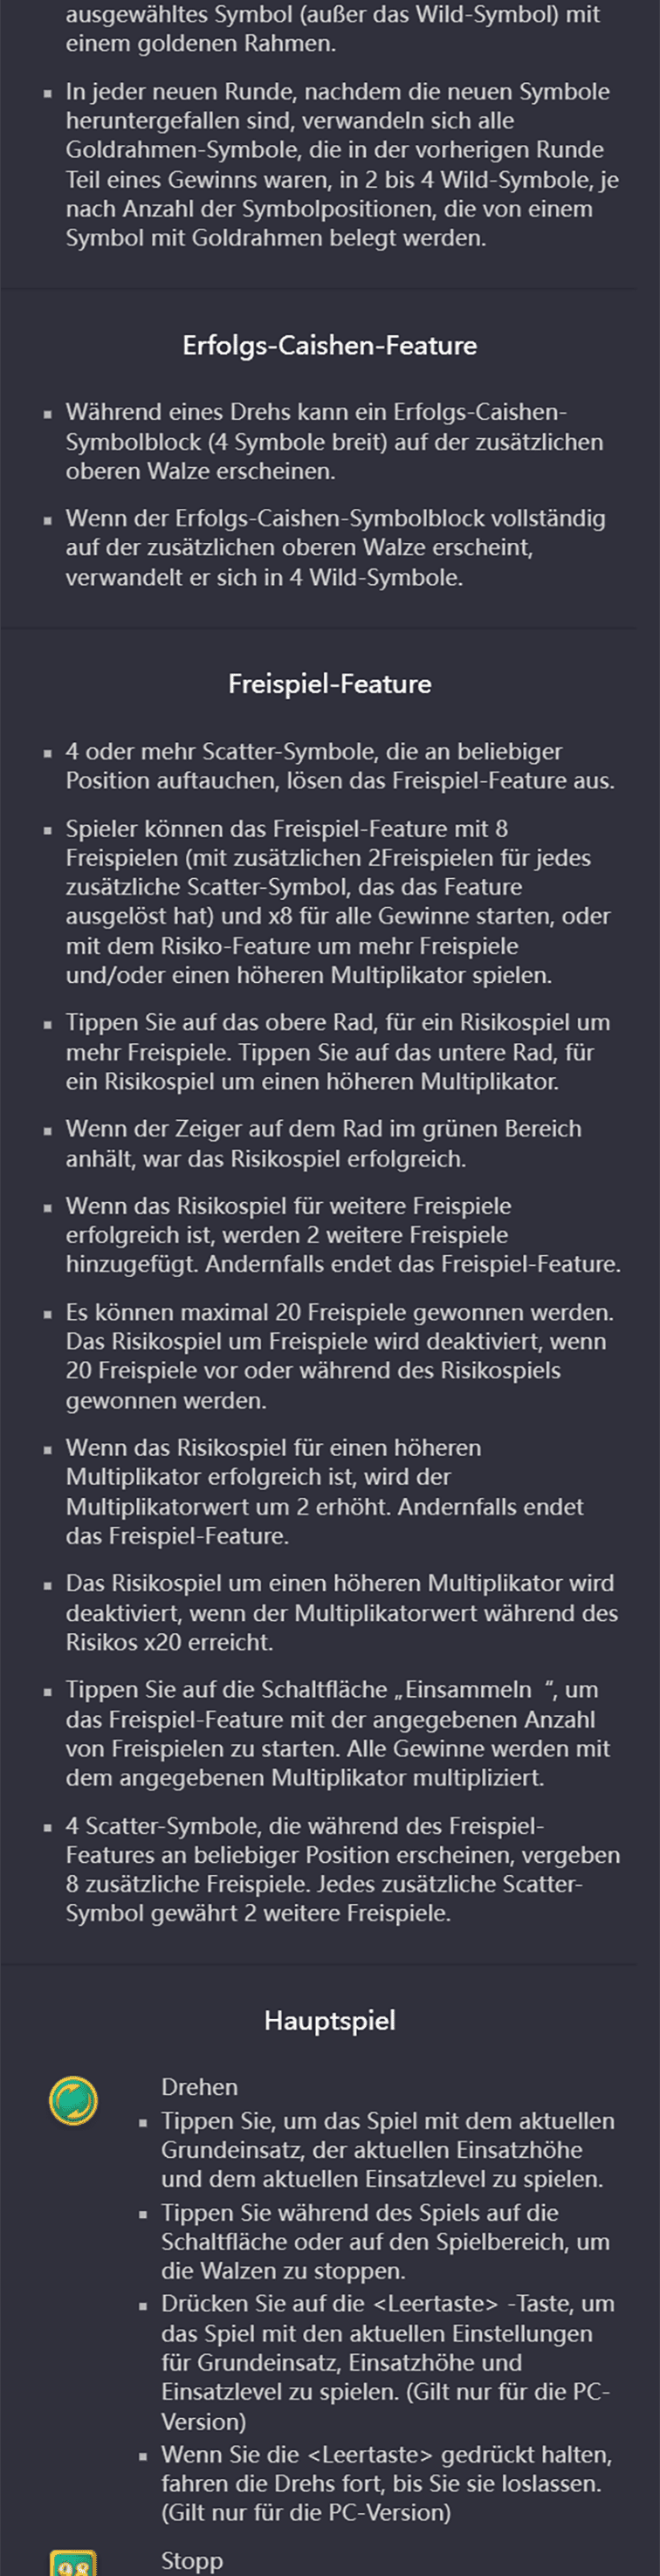 ausgewähltes Symbol (außer das Wild-Symbol) mit
einem goldenen Rahmen.
▪ In jeder neuen Runde, nachdem die neuen Symbole
heruntergefallen sind, verwandeln sich alle
Goldrahmen-Symbole, die in der vorherigen Runde
Teil eines Gewinns waren, in 2 bis 4 Wild-Symbole, je
nach Anzahl der Symbolpositionen, die von einem
Symbol mit Goldrahmen belegt werden.
Erfolgs-Caishen-Feature
▪ Während eines Drehs kann ein Erfolgs-Caishen-
Symbolblock (4 Symbole breit) auf der zusätzlichen
oberen Walze erscheinen.
▪ Wenn der Erfolgs-Caishen-Symbolblock vollständig
auf der zusätzlichen oberen Walze erscheint,
verwandelt er sich in 4 Wild-Symbole.
Freispiel-Feature
▪ 4 oder mehr Scatter-Symbole, die an beliebiger
Position auftauchen, lösen das Freispiel-Feature aus.
▪ Spieler können das Freispiel-Feature mit 8
Freispielen (mit zusätzlichen 2Freispielen für jedes
zusätzliche Scatter-Symbol, das das Feature
ausgelöst hat) und x8 für alle Gewinne starten, oder
mit dem Risiko-Feature um mehr Freispiele
und/oder einen höheren Multiplikator spielen.
▪ Tippen Sie auf das obere Rad, für ein Risikospiel um
mehr Freispiele. Tippen Sie auf das untere Rad, für
ein Risikospiel um einen höheren Multiplikator.
▪ Wenn der Zeiger auf dem Rad im grünen Bereich
anhält, war das Risikospiel erfolgreich.
▪ Wenn das Risikospiel für weitere Freispiele
erfolgreich ist, werden 2 weitere Freispiele
hinzugefügt. Andernfalls endet das Freispiel-Feature.
▪ Es können maximal 20 Freispiele gewonnen werden.
Das Risikospiel um Freispiele wird deaktiviert, wenn
20 Freispiele vor oder während des Risikospiels
gewonnen werden.
▪ Wenn das Risikospiel für einen höheren
Multiplikator erfolgreich ist, wird der
Multiplikatorwert um 2 erhöht. Andernfalls endet
das Freispiel-Feature.
▪ Das Risikospiel um einen höheren Multiplikator wird
deaktiviert, wenn der Multiplikatorwert während des
Risikos x20 erreicht.
▪ Tippen Sie auf die Schaltfläche „Einsammeln “, um
das Freispiel-Feature mit der angegebenen Anzahl
von Freispielen zu starten. Alle Gewinne werden mit
dem angegebenen Multiplikator multipliziert.
▪ 4 Scatter-Symbole, die während des Freispiel-
Features an beliebiger Position erscheinen, vergeben
8 zusätzliche Freispiele. Jedes zusätzliche Scatter-
Symbol gewährt 2 weitere Freispiele.
Hauptspiel
Drehen
▪ Tippen Sie, um das Spiel mit dem aktuellen
Grundeinsatz, der aktuellen Einsatzhöhe
und dem aktuellen Einsatzlevel zu spielen.
▪ Tippen Sie während des Spiels auf die
Schaltfläche oder auf den Spielbereich, um
die Walzen zu stoppen.
▪ Drücken Sie auf die <Leertaste> -Taste, um
das Spiel mit den aktuellen Einstellungen
für Grundeinsatz, Einsatzhöhe und
Einsatzlevel zu spielen. (Gilt nur für die PC-
Version)
▪ Wenn Sie die <Leertaste> gedrückt halten,
fahren die Drehs fort, bis Sie sie loslassen.
(Gilt nur für die PC-Version)
98
Stopp